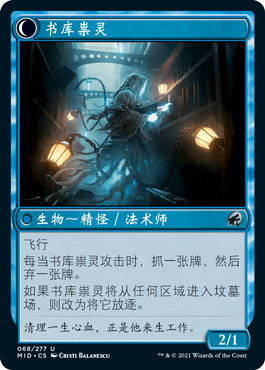 书库祟灵
生物～精怪／法术师
飞行
每当书库祟灵攻击时，抓一张牌，然后
弃一张牌。
如果书库祟灵将从任何区域进入坟墓
场，则改为将它放逐。
清理一生心血，正是他来生工作。
2/1
068/277 U
MID • CS CRISTI BALANESCU
™ & © 2021 Wizards of the Coast